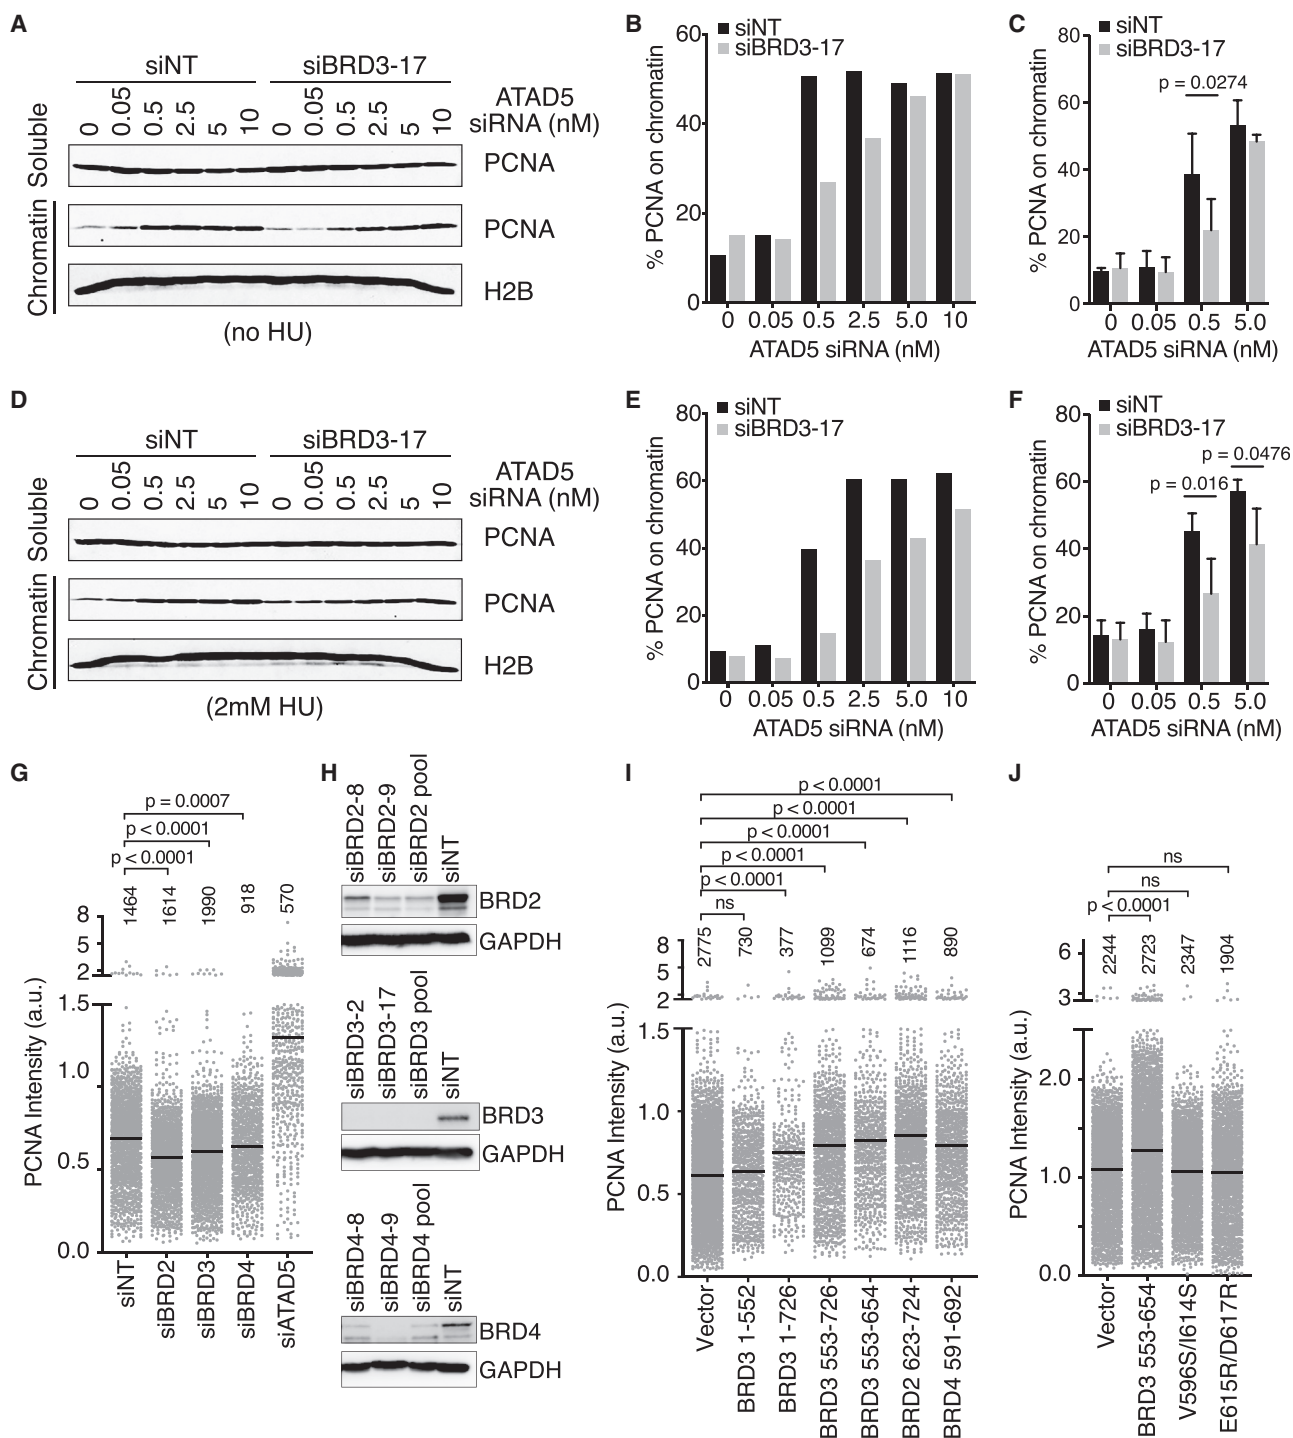 A
siNT
siBRD3-17
0
0.05
0.5
2.5
5
10
0
0.05
0.5
2.5
5
10
ATAD5
siRNA (nM)
Soluble
PCNA
Chromatin
PCNA
H2B
(no HU)
B
siNT
siBRD3-17
% PCNA on chromatin
60
40
20
0
0 0.05 0.5 2.5 5.0 10
ATAD5 siRNA (nM)
C
siNT
siBRD3-17
% PCNA on chromatin
80
60
40
20
0
p = 0.0274
0 0.05 0.5 5.0
ATAD5 siRNA (nM)
D
siNT
siBRD3-17
0
0.05
0.5
2.5
5
10
0
0.05
0.5
2.5
5
10
ATAD5
siRNA (nM)
Soluble
PCNA
Chromatin
PCNA
H2B
(2mM HU)
E
siNT
siBRD3-17
% PCNA on chromatin
80
60
40
20
0
0 0.05 0.5 2.5 5.0 10
ATAD5 siRNA (nM)
F
siNT
siBRD3-17
% PCNA on chromatin
80
60
40
20
0
p = 0.0476
p = 0.016
0 0.05 0.5 5.0
ATAD5 siRNA (nM)
G
p = 0.0007
p < 0.0001
p < 0.0001
1464
1614
1990
918
570
PCNA Intensity (a.u.)
8
5
2
1.5
1.0
0.5
0.0
siNT
siBRD2
siBRD3
siBRD4
siATAD5
H
siBRD2-8
siBRD2-9
siBRD2 pool
siNT
BRD2
GAPDH
siBRD3-2
siBRD3-17
siBRD3 pool
siNT
BRD3
GAPDH
siBRD4-8
siBRD4-9
siBRD4 pool
siNT
BRD4
GAPDH
I
p < 0.0001
p < 0.0001
p < 0.0001
p < 0.0001
p < 0.0001
ns
2775
730
377
1099
674
1116
890
PCNA Intensity (a.u.)
8
5
2
1.5
1.0
0.5
0.0
Vector
BRD3 1-552
BRD3 1-726
BRD3 553-726
BRD3 553-654
BRD2 623-724
BRD4 591-692
J
ns
ns
p < 0.0001
2244
2723
2347
1904
PCNA Intensity (a.u.)
6
3
2.0
1.0
0.0
Vector
BRD3 553-654
V596S/I614S
E615R/D617R